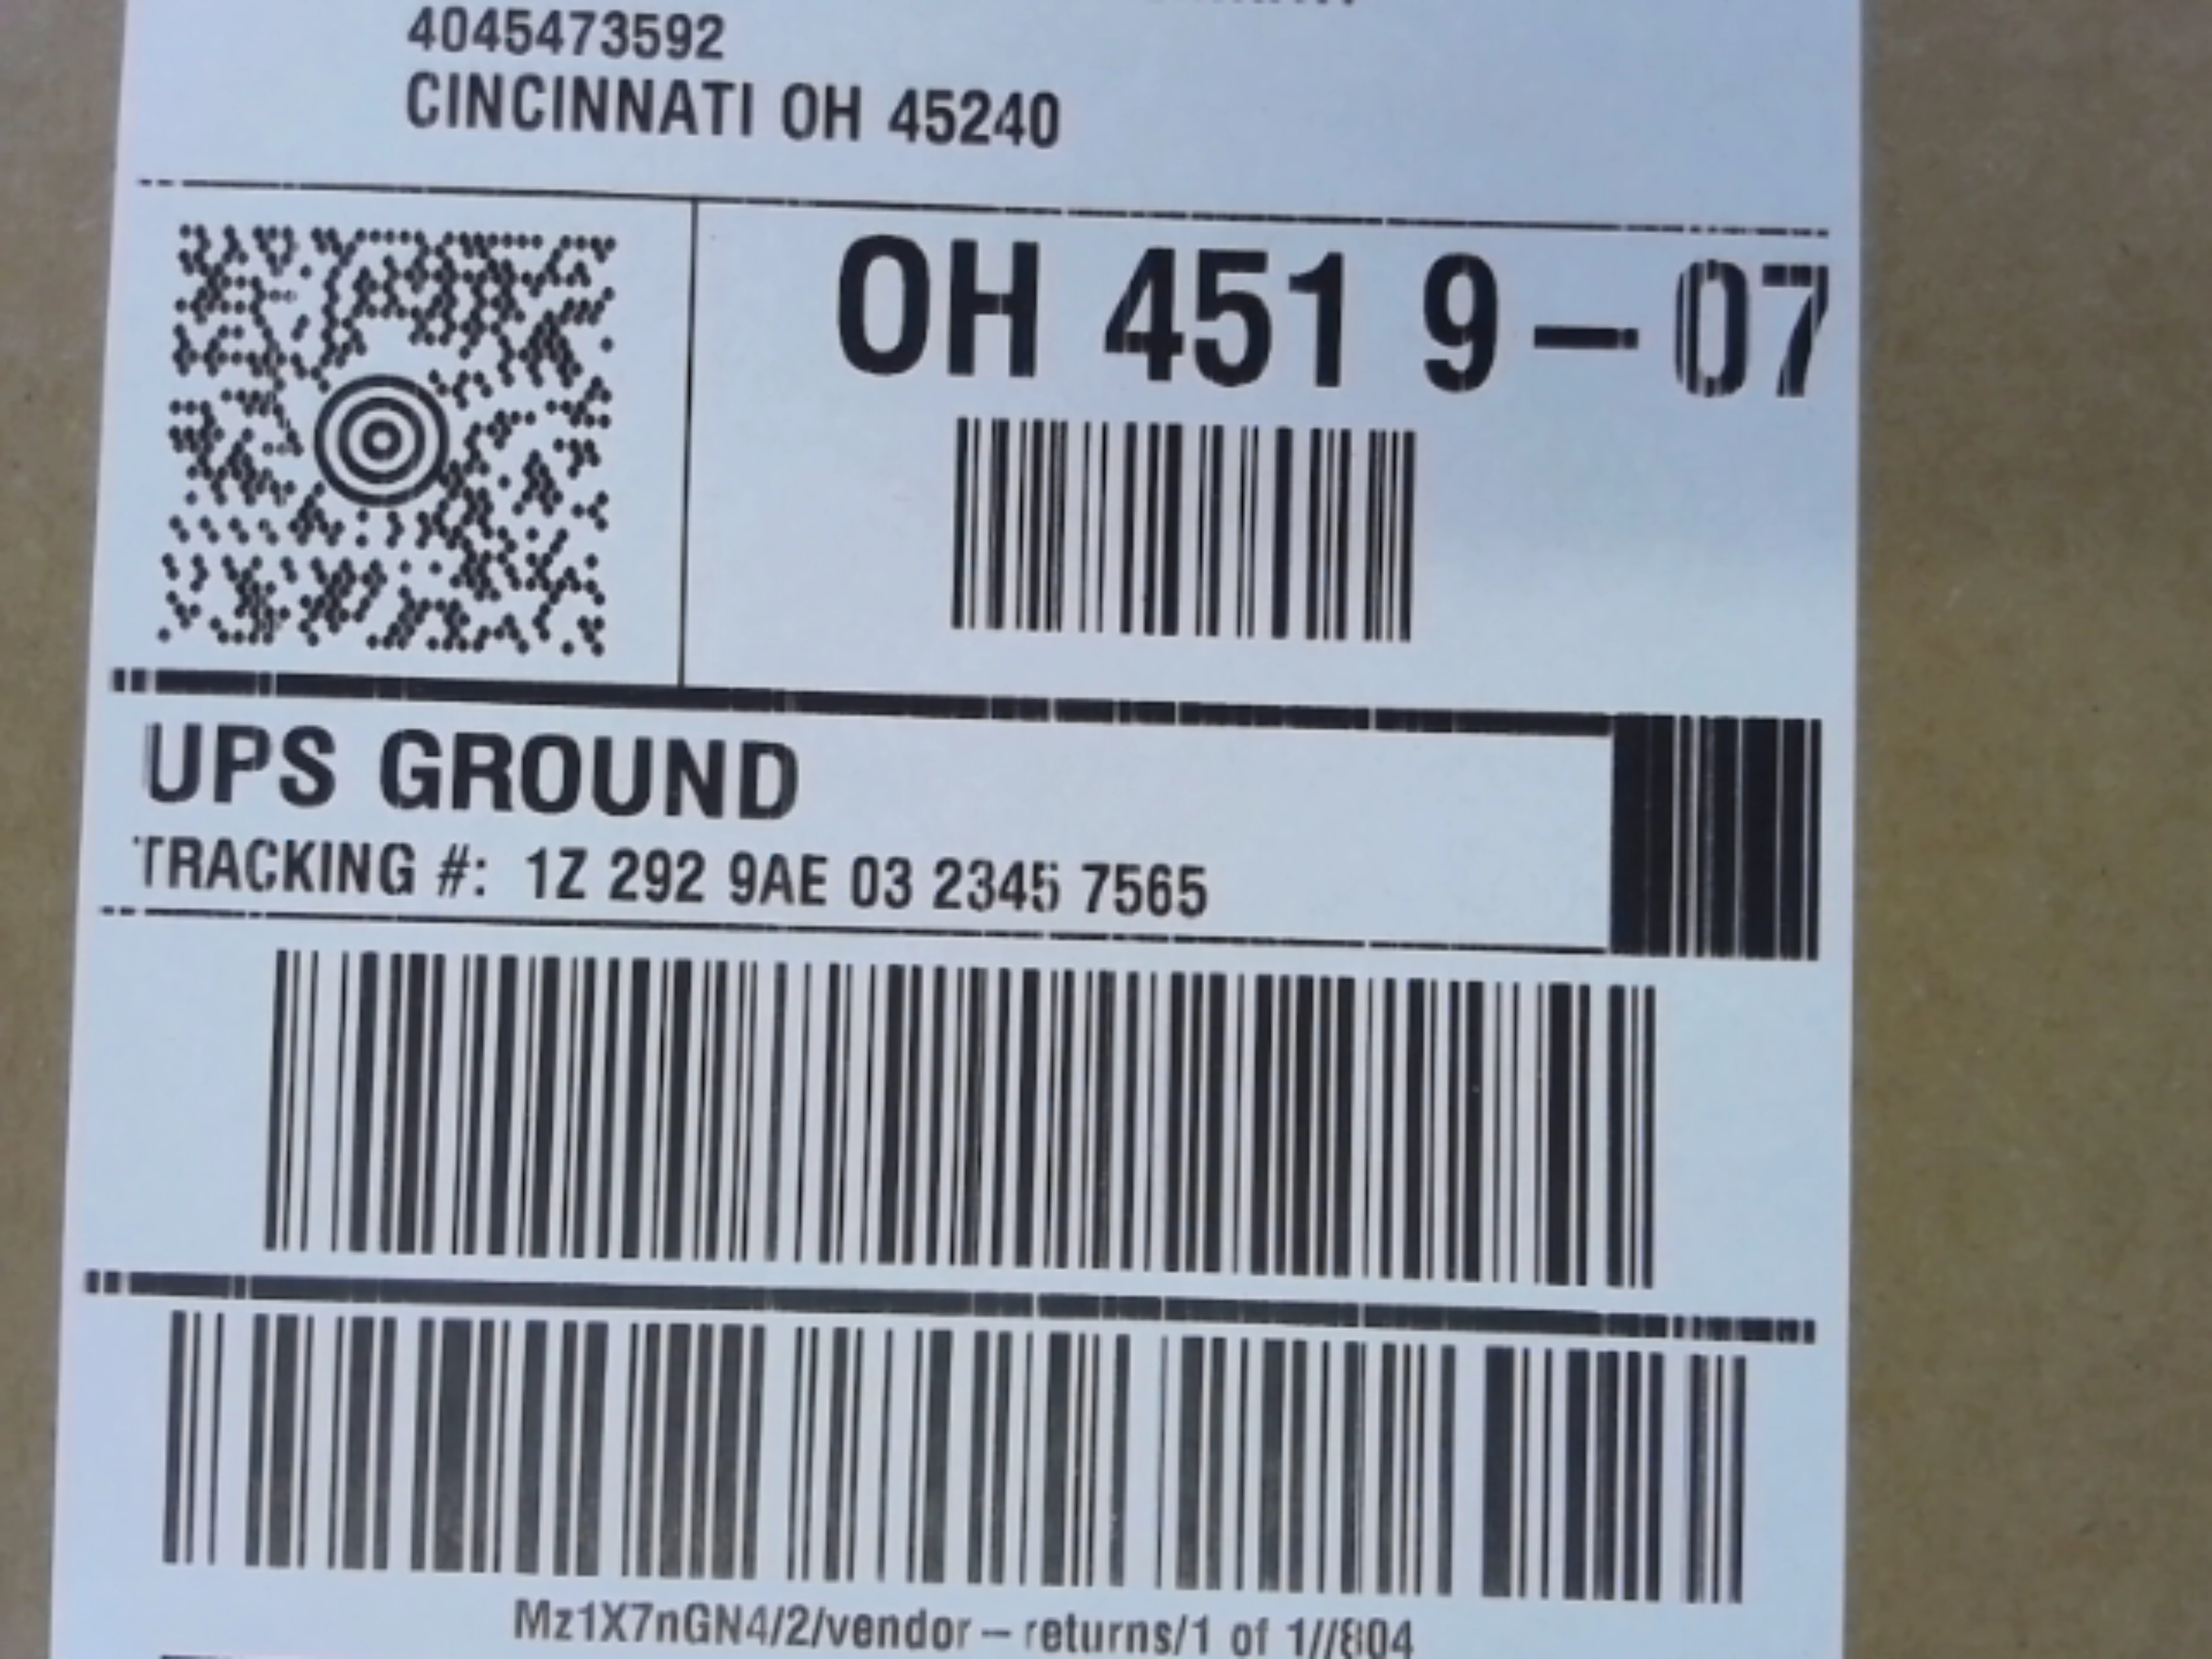 4045473592
CINCINNATI OH 45240
OH 451 9-07
UPS GROUND
TRACKING #: 1Z 292 9AE 03 2345 7565
Mz1X7nGN4/2/vendor-returns/1 of 1//804